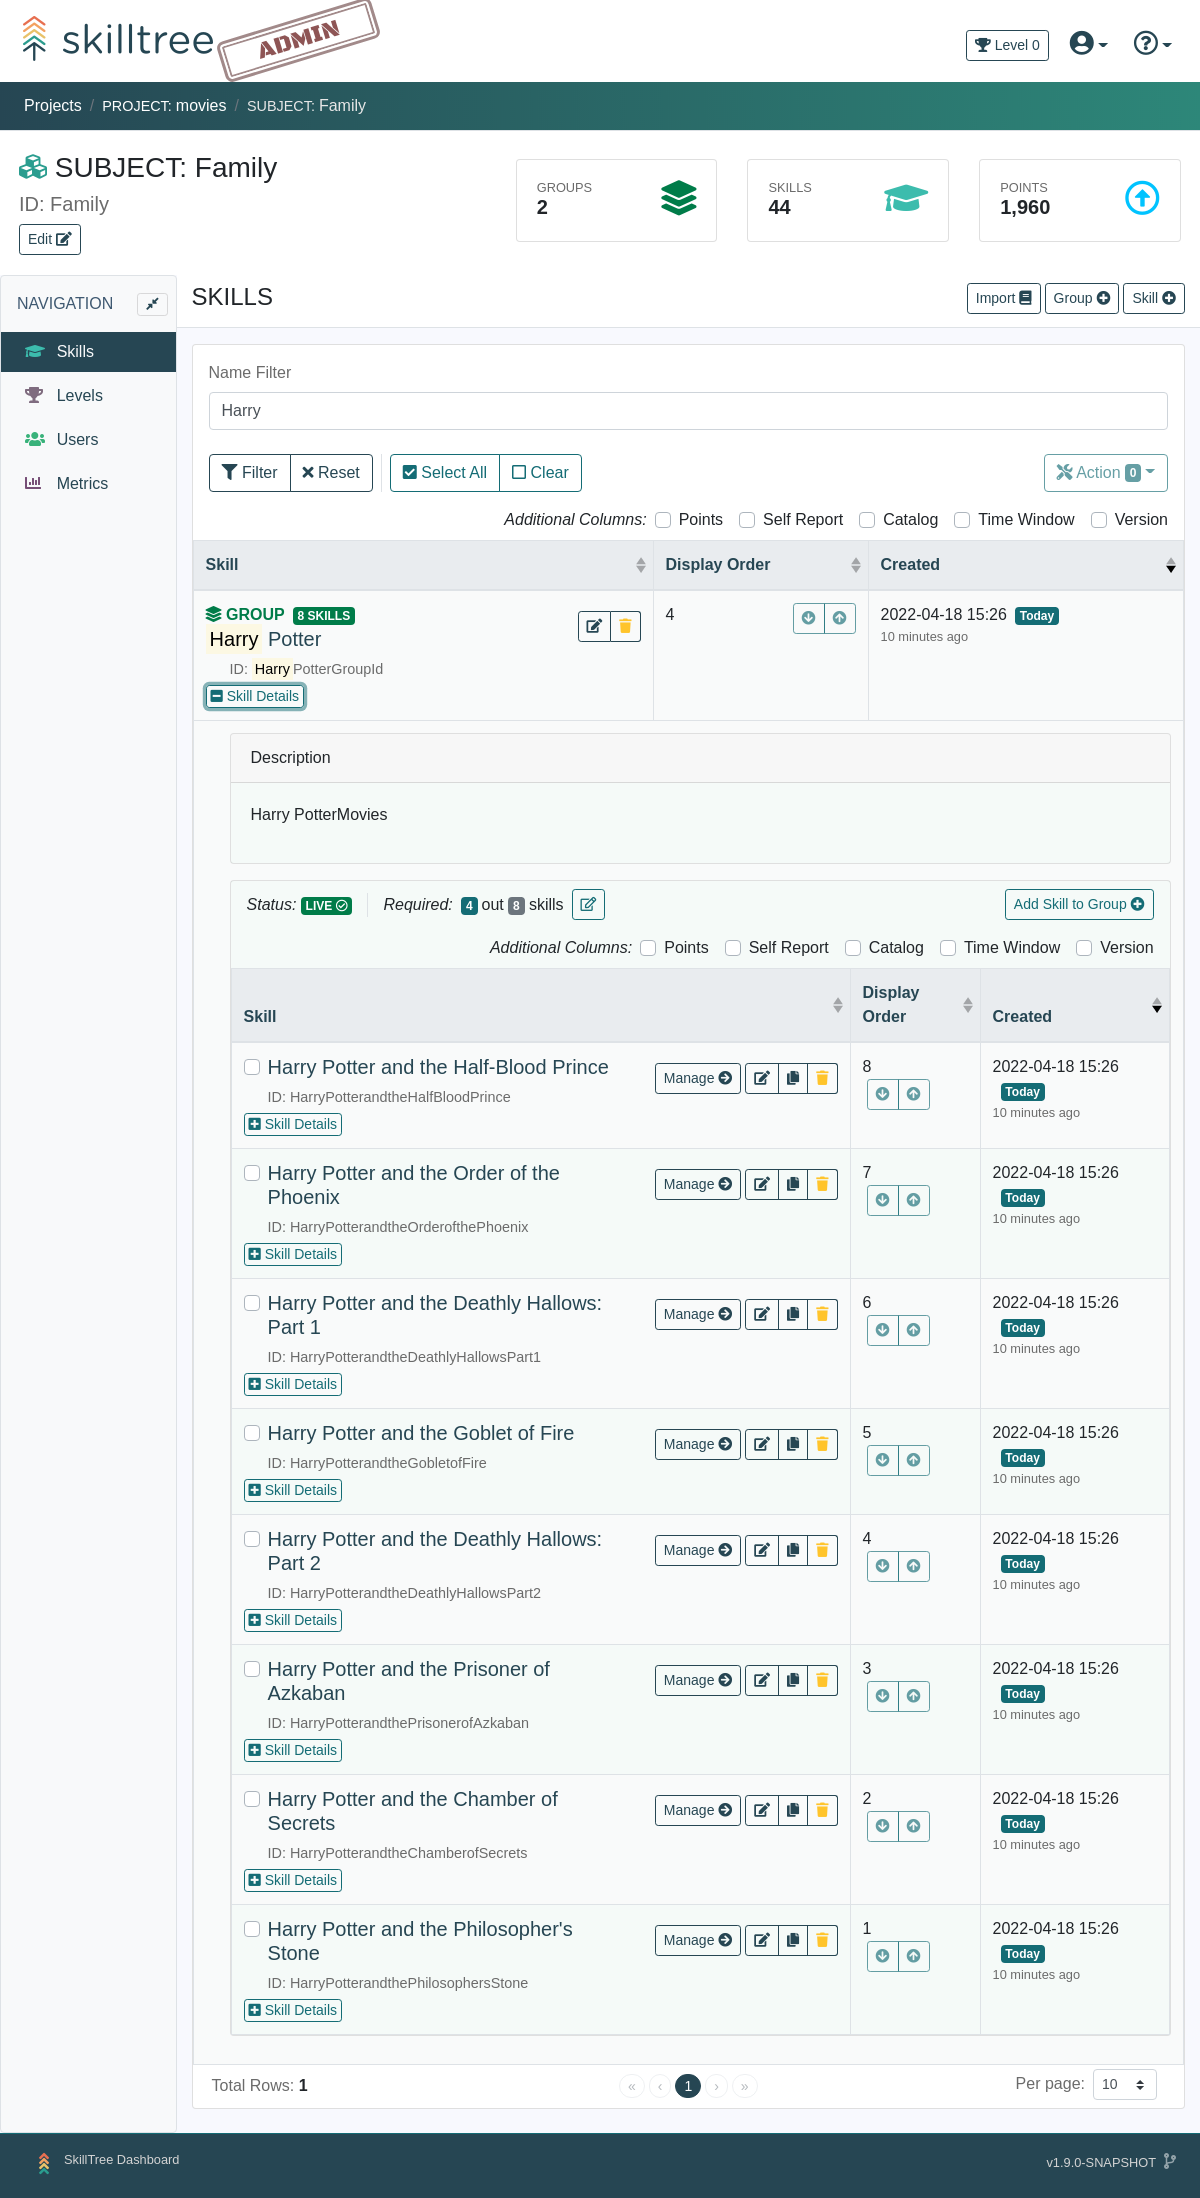 skilltree
ADMIN
Level 0
Projects / PROJECT: movies / SUBJECT: Family
SUBJECT: Family
ID: Family
Edit
GROUPS
2
SKILLS
44
POINTS
1,960
NAVIGATION
Skills
Levels
Users
Metrics
SKILLS
Import
Group
Skill
Name Filter
Harry
Filter
Reset
Select All
Clear
Action 0
Additional Columns: Points Self Report Catalog Time Window Version
Skill Display Order Created
GROUP 8 SKILLS
Harry Potter
ID: HarryPotterGroupId
Skill Details
4
2022-04-18 15:26 Today
10 minutes ago
Description
Harry PotterMovies
Status: LIVE Required: 4 out 8 skills
Add Skill to Group
Additional Columns: Points Self Report Catalog Time Window Version
Skill
Display
Order
Created
Harry Potter and the Half-Blood Prince
ID: HarryPotterandtheHalfBloodPrince
Skill Details
Manage
8
2022-04-18 15:26
Today
10 minutes ago
Harry Potter and the Order of the
Phoenix
ID: HarryPotterandtheOrderofthePhoenix
Skill Details
Manage
7
2022-04-18 15:26
Today
10 minutes ago
Harry Potter and the Deathly Hallows:
Part 1
ID: HarryPotterandtheDeathlyHallowsPart1
Skill Details
Manage
6
2022-04-18 15:26
Today
10 minutes ago
Harry Potter and the Goblet of Fire
ID: HarryPotterandtheGobletofFire
Skill Details
Manage
5
2022-04-18 15:26
Today
10 minutes ago
Harry Potter and the Deathly Hallows:
Part 2
ID: HarryPotterandtheDeathlyHallowsPart2
Skill Details
Manage
4
2022-04-18 15:26
Today
10 minutes ago
Harry Potter and the Prisoner of
Azkaban
ID: HarryPotterandthePrisonerofAzkaban
Skill Details
Manage
3
2022-04-18 15:26
Today
10 minutes ago
Harry Potter and the Chamber of
Secrets
ID: HarryPotterandtheChamberofSecrets
Skill Details
Manage
2
2022-04-18 15:26
Today
10 minutes ago
Harry Potter and the Philosopher's
Stone
ID: HarryPotterandthePhilosophersStone
Skill Details
Manage
1
2022-04-18 15:26
Today
10 minutes ago
Total Rows: 1
« ‹ 1 › »
Per page: 10
SkillTree Dashboard
v1.9.0-SNAPSHOT